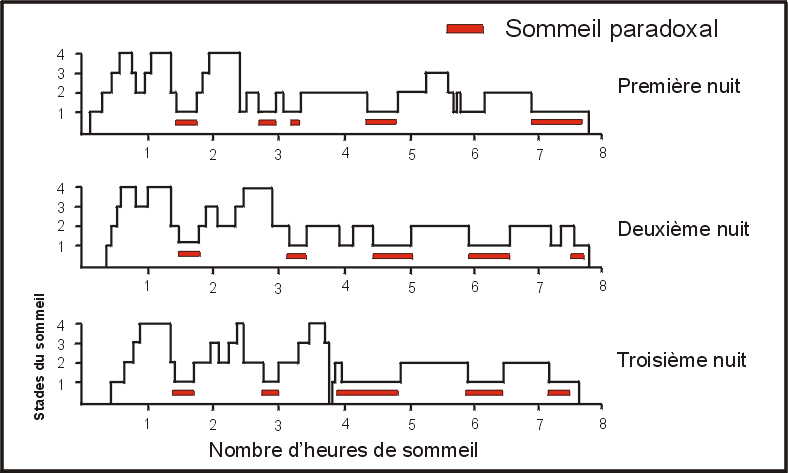 Sommeil paradoxal
4
3
2
1
1 2 3 4 5 6 7 8
Première nuit
4
3
2
1
1 2 3 4 5 6 7 8
Deuxième nuit
4
3
2
1
1 2 3 4 5 6 7 8
Troisième nuit
Stades du sommeil
Nombre d'heures de sommeil